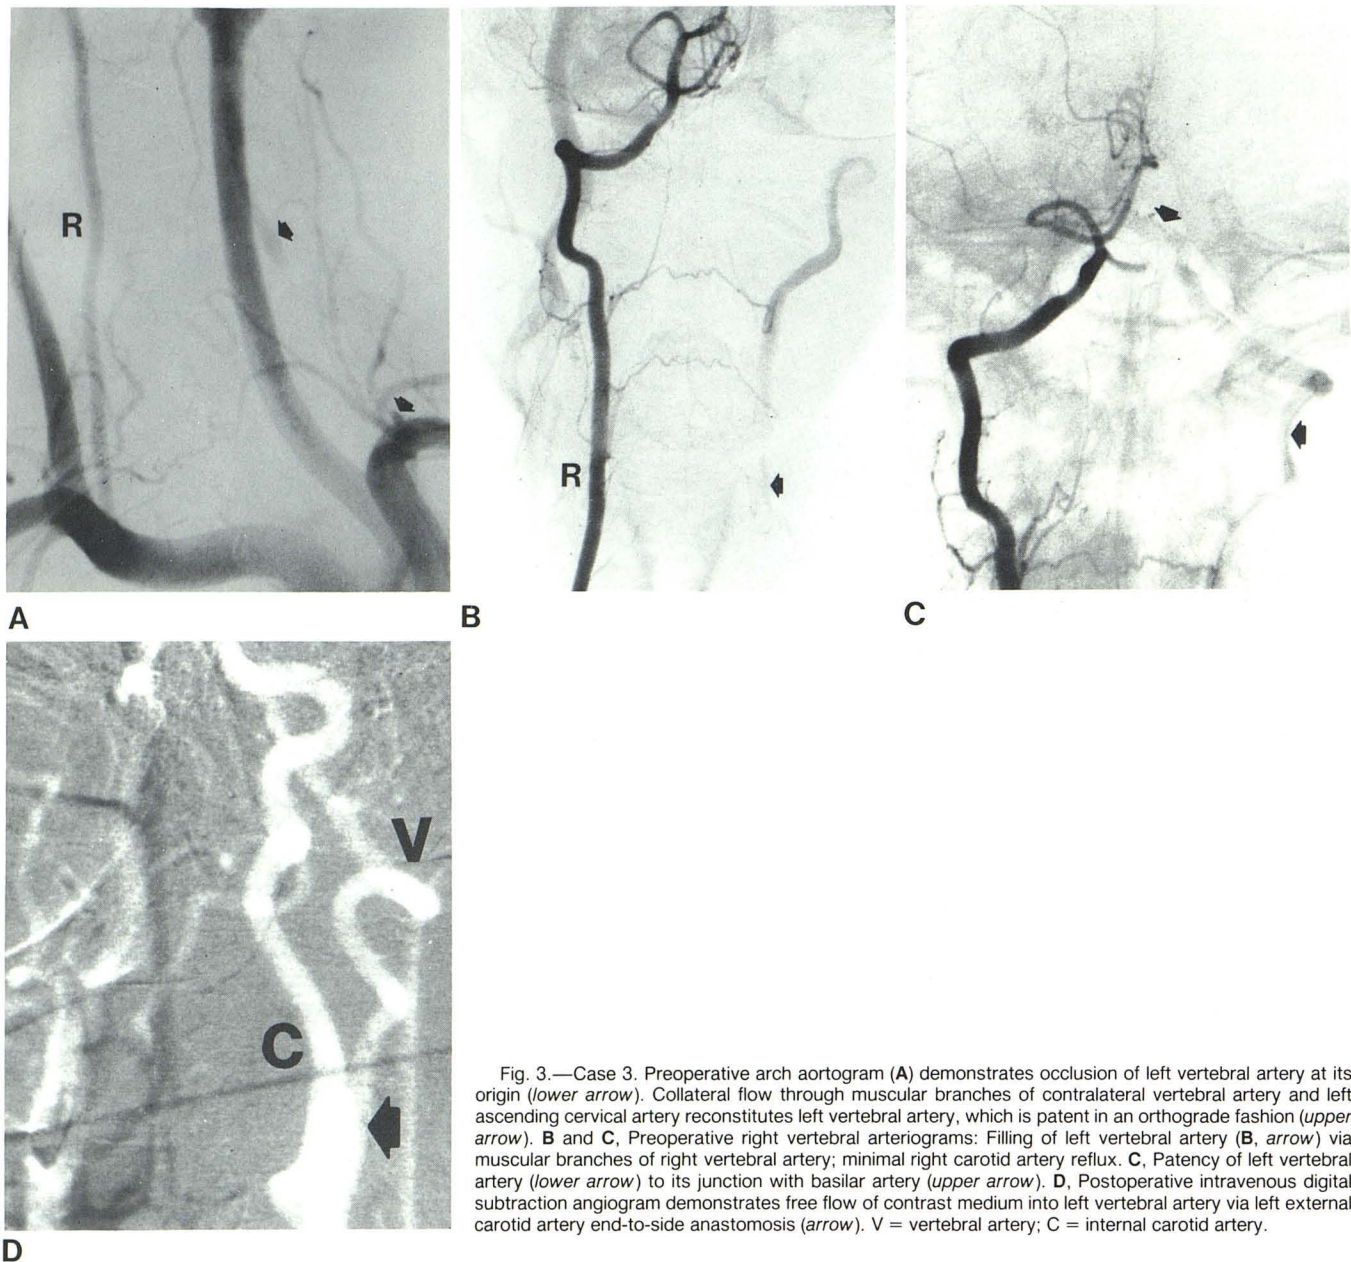 R
A
R
B
C
V
C
D
Fig. 3.—Case 3. Preoperative arch aortogram (A) demonstrates occlusion of left vertebral artery at its
origin (lower arrow). Collateral flow through muscular branches of contralateral vertebral artery and left
ascending cervical artery reconstitutes left vertebral artery, which is patent in an orthograde fashion (upper
arrow). B and C, Preoperative right vertebral arteriograms: Filling of left vertebral artery (B, arrow) via
muscular branches of right vertebral artery; minimal right carotid artery reflux. C, Patency of left vertebral
artery (lower arrow) to its junction with basilar artery (upper arrow). D, Postoperative intravenous digital
subtraction angiogram demonstrates free flow of contrast medium into left vertebral artery via left external
carotid artery end-to-side anastomosis (arrow). V = vertebral artery; C = internal carotid artery.